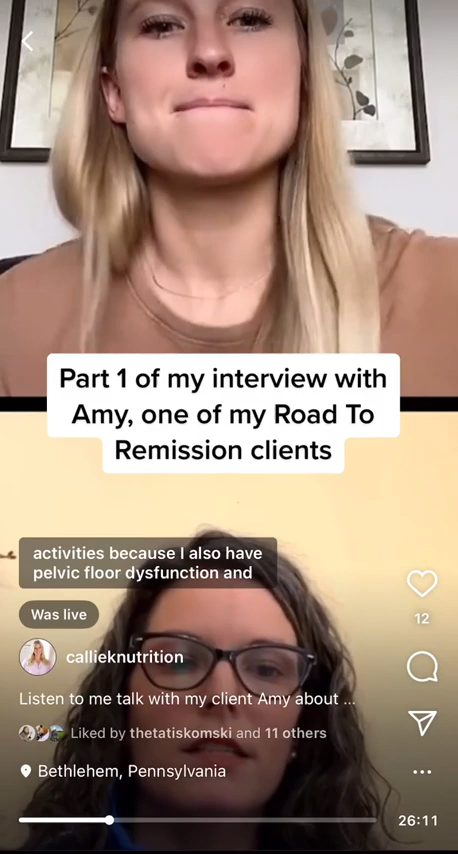 Part 1 of my interview with
Amy, one of my Road To
Remission clients
activities because I also have
pelvic floor dysfunction and
Was live
callieknutrition
12
Listen to me talk with my client Amy about ...
Liked by thetatiskomski and 11 others
Bethlehem, Pennsylvania
26:11